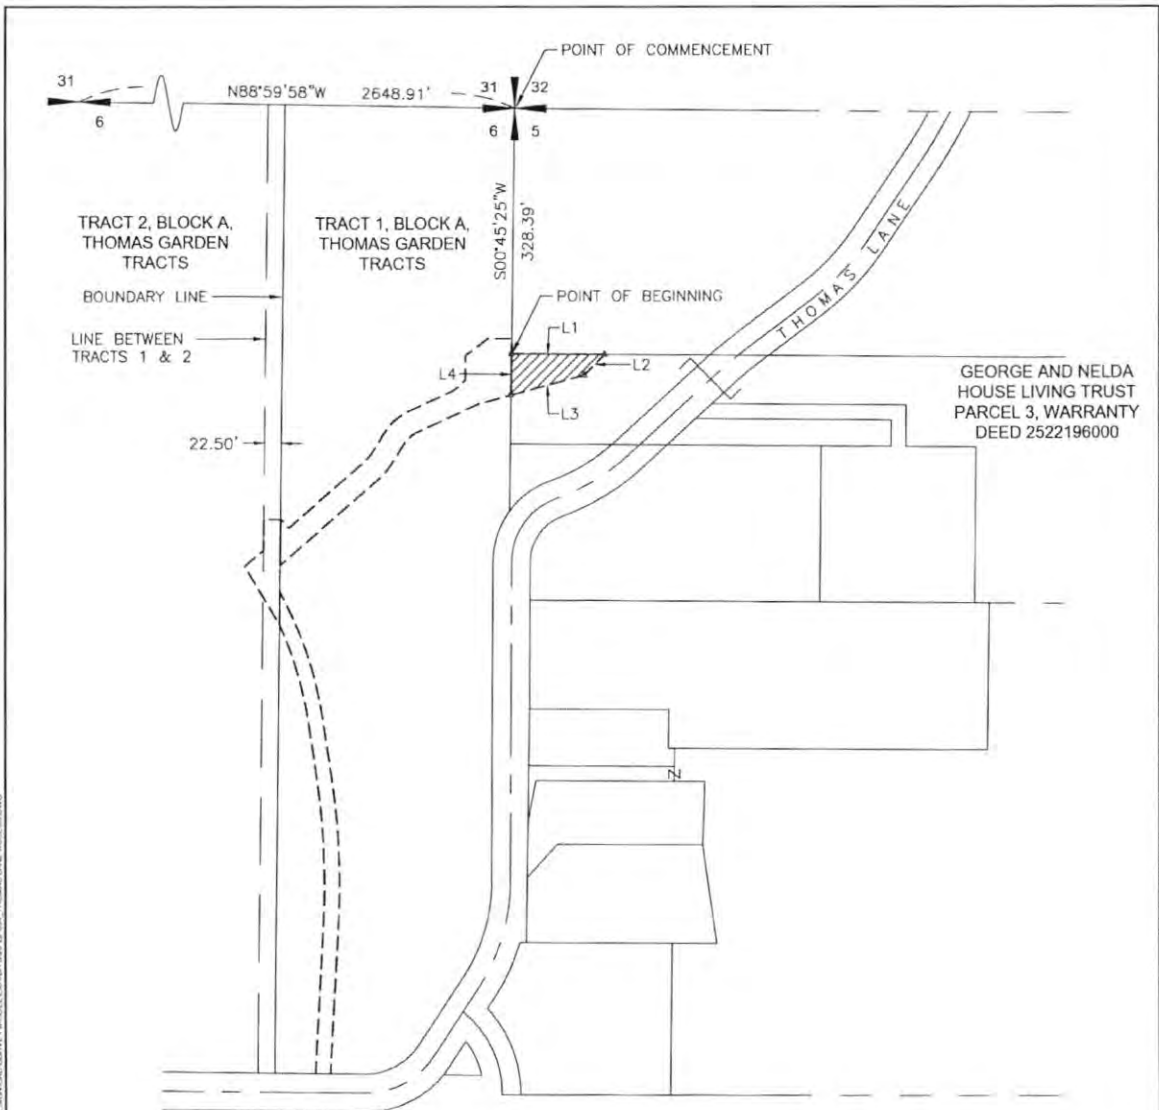 POINT OF COMMENCEMENT
31
N88°59'58"W 2648.91'
31 32
6
6 5
S00°45'25"W
328.39'
TRACT 2, BLOCK A,
THOMAS GARDEN
TRACTS
TRACT 1, BLOCK A,
THOMAS GARDEN
TRACTS
THOMAS LANE
BOUNDARY LINE
POINT OF BEGINNING
LINE BETWEEN
TRACTS 1 & 2
L1
L2
L4
L3
GEORGE AND NELDA
HOUSE LIVING TRUST
PARCEL 3, WARRANTY
DEED 2522196000
22.50'
Z